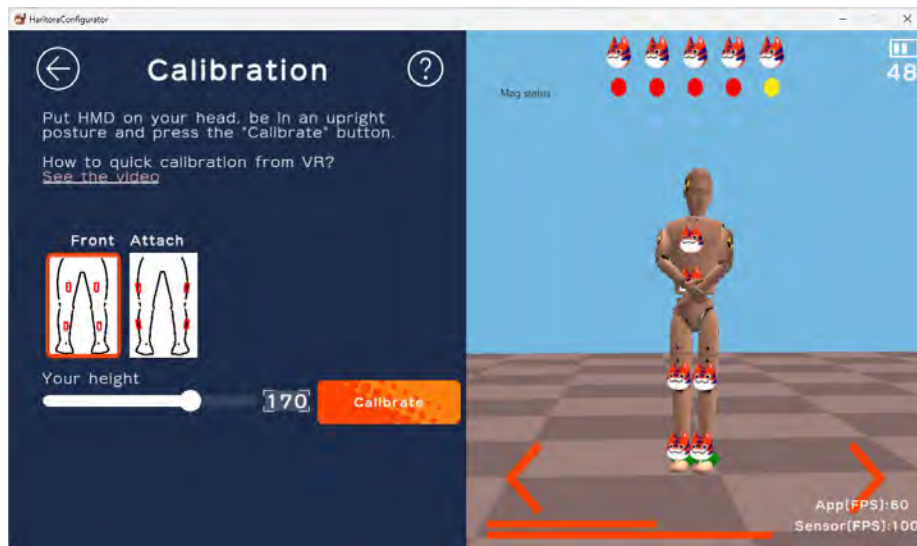 HaritoraConfigurator
Calibration
?
48
Mag status
Put HMD on your head, be in an upright
posture and press the "Calibrate" button.
How to quick calibration from VR?
See the video
Front Attach
Your height
170
Calibrate
App(FPS):60
Sensor(FPS):100